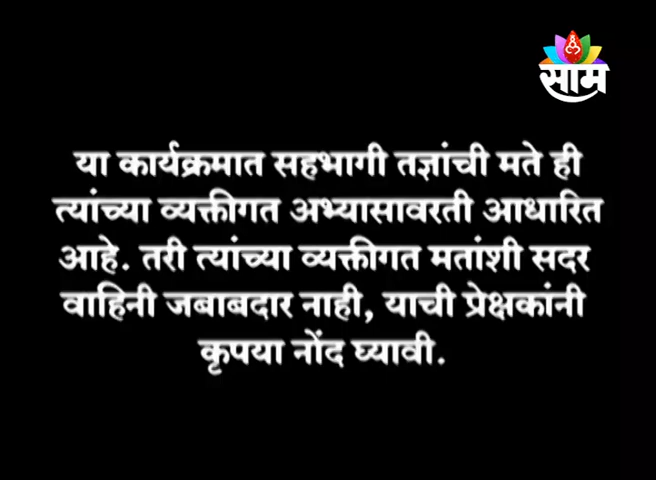 साम
या कार्यक्रमात सहभागी तज्ञांची मते ही
त्यांच्या व्यक्तीगत अभ्यासावरती आधारित
आहे. तरी त्यांच्या व्यक्तीगत मतांशी सदर
वाहिनी जबाबदार नाही, याची प्रेक्षकांनी
कृपया नोंद घ्यावी.